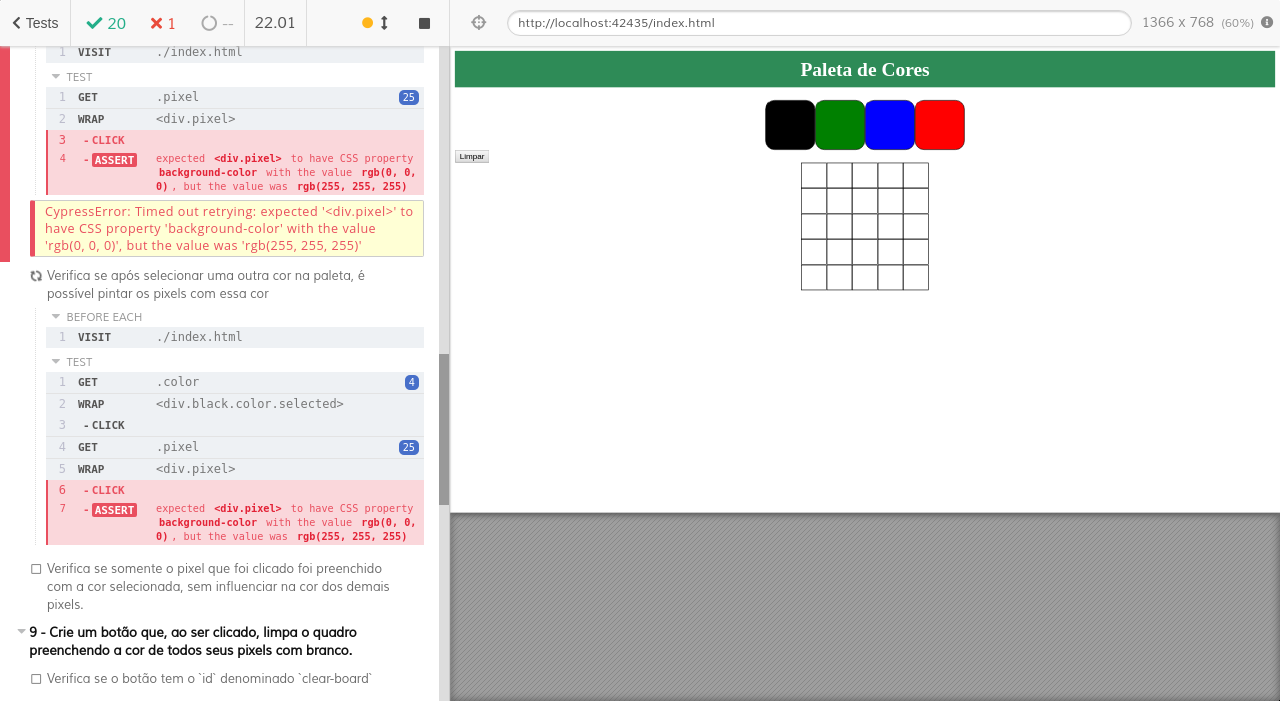 Tests 20 1 -- 22.01
http://localhost:42435/index.html 1366 x 768 (60%)
1 VISIT ./index.html
TEST
1 GET .pixel 25
2 WRAP <div.pixel>
3 - CLICK
4 - ASSERT expected <div.pixel> to have CSS property
background-color with the value rgb(0, 0,
0) , but the value was rgb(255, 255, 255)
CypressError: Timed out retrying: expected '<div.pixel>' to
have CSS property 'background-color' with the value
'rgb(0, 0, 0)', but the value was 'rgb(255, 255, 255)'
Verifica se após selecionar uma outra cor na paleta, é
possível pintar os pixels com essa cor
BEFORE EACH
1 VISIT ./index.html
TEST
1 GET .color 4
2 WRAP <div.black.color.selected>
3 - CLICK
4 GET .pixel 25
5 WRAP <div.pixel>
6 - CLICK
7 - ASSERT expected <div.pixel> to have CSS property
background-color with the value rgb(0, 0,
0) , but the value was rgb(255, 255, 255)
Verifica se somente o pixel que foi clicado foi preenchido
com a cor selecionada, sem influenciar na cor dos demais
pixels.
9 - Crie um botão que, ao ser clicado, limpa o quadro
preenchendo a cor de todos seus pixels com branco.
Verifica se o botão tem o `id` denominado `clear-board`
Paleta de Cores
Limpar